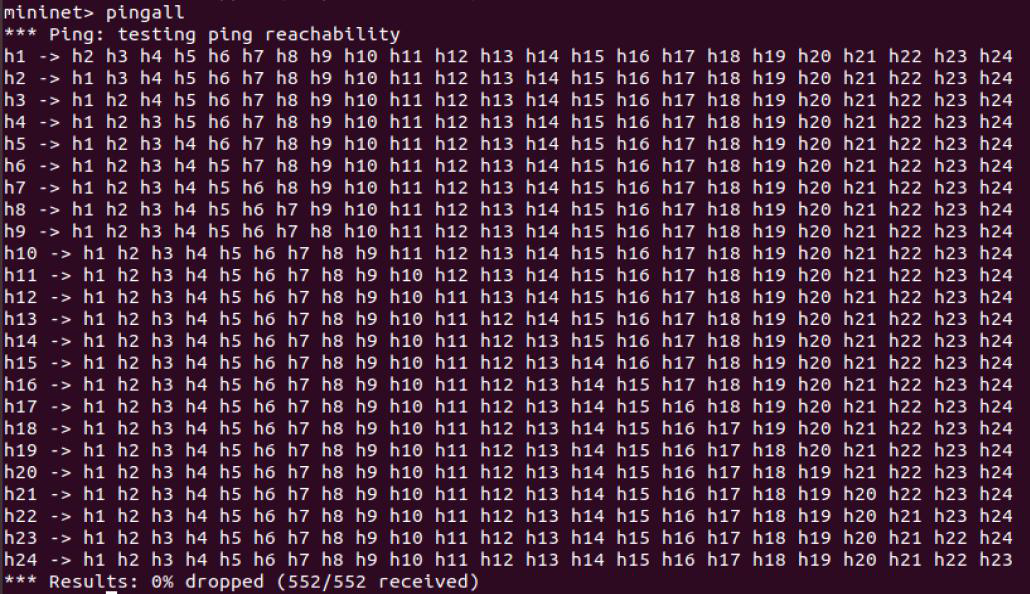 mininet> pingall
*** Ping: testing ping reachability
h1 -> h2 h3 h4 h5 h6 h7 h8 h9 h10 h11 h12 h13 h14 h15 h16 h17 h18 h19 h20 h21 h22 h23 h24
h2 -> h1 h3 h4 h5 h6 h7 h8 h9 h10 h11 h12 h13 h14 h15 h16 h17 h18 h19 h20 h21 h22 h23 h24
h3 -> h1 h2 h4 h5 h6 h7 h8 h9 h10 h11 h12 h13 h14 h15 h16 h17 h18 h19 h20 h21 h22 h23 h24
h4 -> h1 h2 h3 h5 h6 h7 h8 h9 h10 h11 h12 h13 h14 h15 h16 h17 h18 h19 h20 h21 h22 h23 h24
h5 -> h1 h2 h3 h4 h6 h7 h8 h9 h10 h11 h12 h13 h14 h15 h16 h17 h18 h19 h20 h21 h22 h23 h24
h6 -> h1 h2 h3 h4 h5 h7 h8 h9 h10 h11 h12 h13 h14 h15 h16 h17 h18 h19 h20 h21 h22 h23 h24
h7 -> h1 h2 h3 h4 h5 h6 h8 h9 h10 h11 h12 h13 h14 h15 h16 h17 h18 h19 h20 h21 h22 h23 h24
h8 -> h1 h2 h3 h4 h5 h6 h7 h9 h10 h11 h12 h13 h14 h15 h16 h17 h18 h19 h20 h21 h22 h23 h24
h9 -> h1 h2 h3 h4 h5 h6 h7 h8 h10 h11 h12 h13 h14 h15 h16 h17 h18 h19 h20 h21 h22 h23 h24
h10 -> h1 h2 h3 h4 h5 h6 h7 h8 h9 h11 h12 h13 h14 h15 h16 h17 h18 h19 h20 h21 h22 h23 h24
h11 -> h1 h2 h3 h4 h5 h6 h7 h8 h9 h10 h12 h13 h14 h15 h16 h17 h18 h19 h20 h21 h22 h23 h24
h12 -> h1 h2 h3 h4 h5 h6 h7 h8 h9 h10 h11 h13 h14 h15 h16 h17 h18 h19 h20 h21 h22 h23 h24
h13 -> h1 h2 h3 h4 h5 h6 h7 h8 h9 h10 h11 h12 h14 h15 h16 h17 h18 h19 h20 h21 h22 h23 h24
h14 -> h1 h2 h3 h4 h5 h6 h7 h8 h9 h10 h11 h12 h13 h15 h16 h17 h18 h19 h20 h21 h22 h23 h24
h15 -> h1 h2 h3 h4 h5 h6 h7 h8 h9 h10 h11 h12 h13 h14 h16 h17 h18 h19 h20 h21 h22 h23 h24
h16 -> h1 h2 h3 h4 h5 h6 h7 h8 h9 h10 h11 h12 h13 h14 h15 h17 h18 h19 h20 h21 h22 h23 h24
h17 -> h1 h2 h3 h4 h5 h6 h7 h8 h9 h10 h11 h12 h13 h14 h15 h16 h18 h19 h20 h21 h22 h23 h24
h18 -> h1 h2 h3 h4 h5 h6 h7 h8 h9 h10 h11 h12 h13 h14 h15 h16 h17 h19 h20 h21 h22 h23 h24
h19 -> h1 h2 h3 h4 h5 h6 h7 h8 h9 h10 h11 h12 h13 h14 h15 h16 h17 h18 h20 h21 h22 h23 h24
h20 -> h1 h2 h3 h4 h5 h6 h7 h8 h9 h10 h11 h12 h13 h14 h15 h16 h17 h18 h19 h21 h22 h23 h24
h21 -> h1 h2 h3 h4 h5 h6 h7 h8 h9 h10 h11 h12 h13 h14 h15 h16 h17 h18 h19 h20 h22 h23 h24
h22 -> h1 h2 h3 h4 h5 h6 h7 h8 h9 h10 h11 h12 h13 h14 h15 h16 h17 h18 h19 h20 h21 h23 h24
h23 -> h1 h2 h3 h4 h5 h6 h7 h8 h9 h10 h11 h12 h13 h14 h15 h16 h17 h18 h19 h20 h21 h22 h24
h24 -> h1 h2 h3 h4 h5 h6 h7 h8 h9 h10 h11 h12 h13 h14 h15 h16 h17 h18 h19 h20 h21 h22 h23
*** Results: 0% dropped (552/552 received)